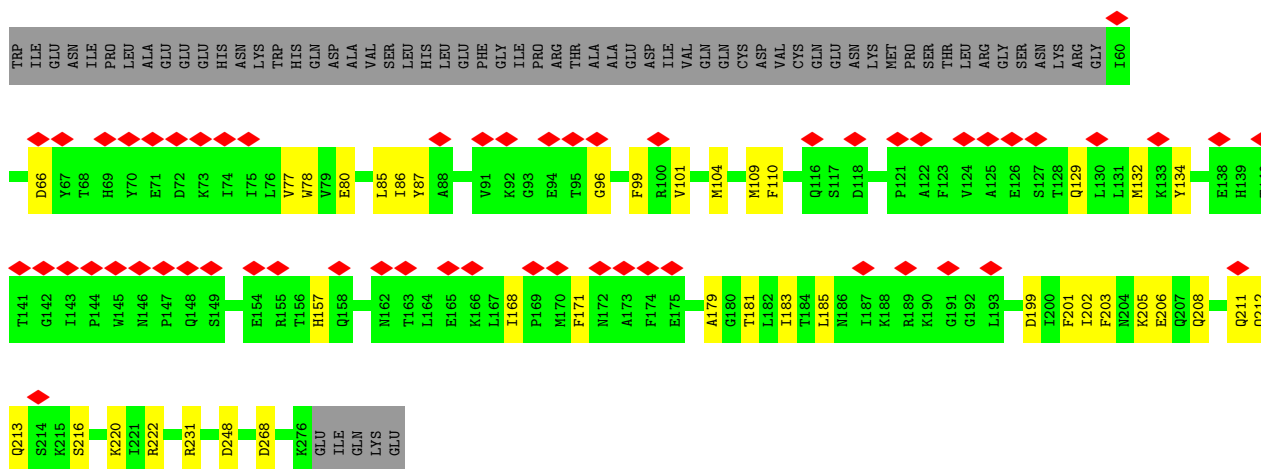 TRP ILE GLU ASN ILE PRO LEU ALA GLU GLU GLU HIS ASN LYS TRP HIS GLN ASP ALA VAL SER LEU HIS LEU GLU PHE GLY ILE PRO ARG THR ALA ALA GLU ASP ILE VAL GLN GLN CYS ASP VAL CYS GLN GLU ASN LYS MET PRO SER THR LEU ARG GLY SER ASN LYS ARG GLY I60
D66 Y67 T68 H69 Y70 E71 D72 K73 I74 I75 L76 V77 W78 V79 E80 L85 I86 Y87 A88 V91 K92 G93 E94 T95 G96 F99 R100 V101 M104 M109 F110 Q116 S117 D118 P121 A122 F123 V124 A125 E126 S127 T128 Q129 L130 L131 M132 K133 Y134 E138 H139
T141 G142 I143 P144 W145 N146 P147 Q148 S149 E154 R155 T156 H157 Q158 N162 T163 L164 E165 K166 L167 I168 P169 M170 F171 N172 A173 F174 E175 A179 G180 T181 L182 I183 T184 L185 N186 I187 K188 R189 K190 G191 G192 L193 D199 I200 F201 I202 F203 N204 K205 E206 Q207 Q208 Q211 Q212
Q213 S214 K215 S216 K220 I221 R222 R231 D248 D268 K276 GLU ILE GLN LYS GLU